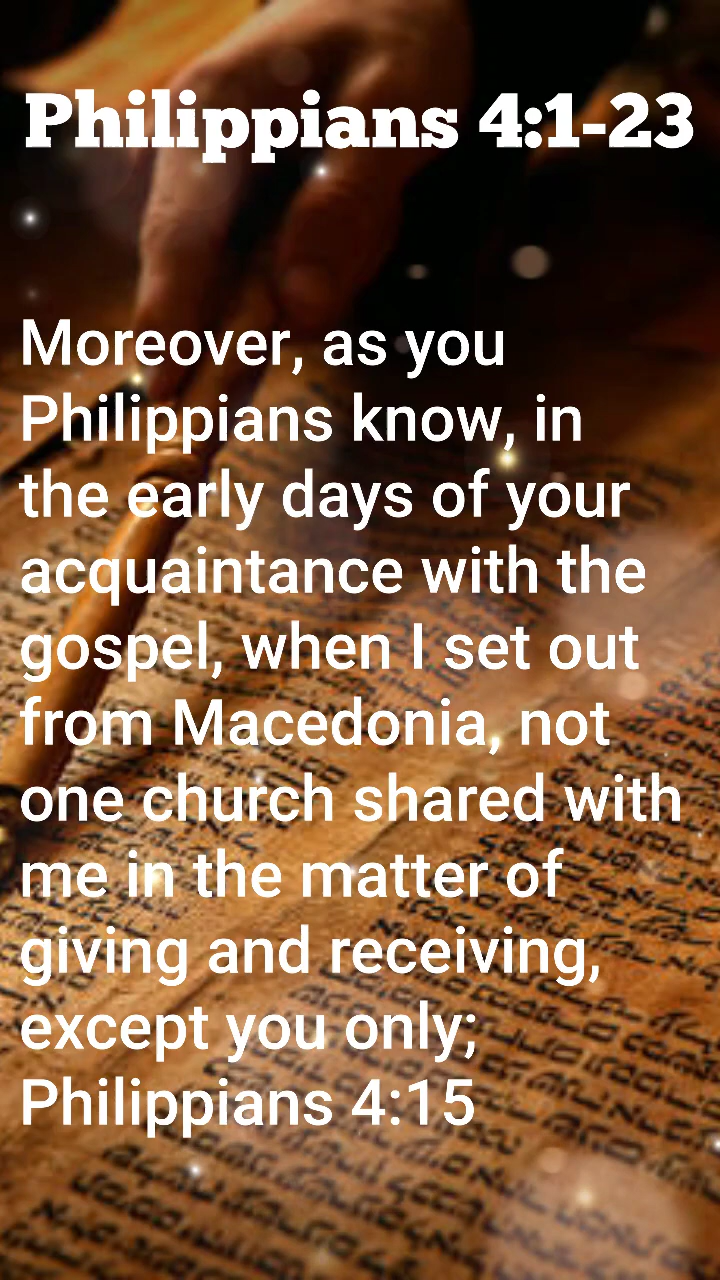 Philippians 4:1-23
Moreover, as you
Philippians know, in
the early days of your
acquaintance with the
gospel, when I set out
from Macedonia, not
one church shared with
me in the matter of
giving and receiving,
except you only;
Philippians 4:15